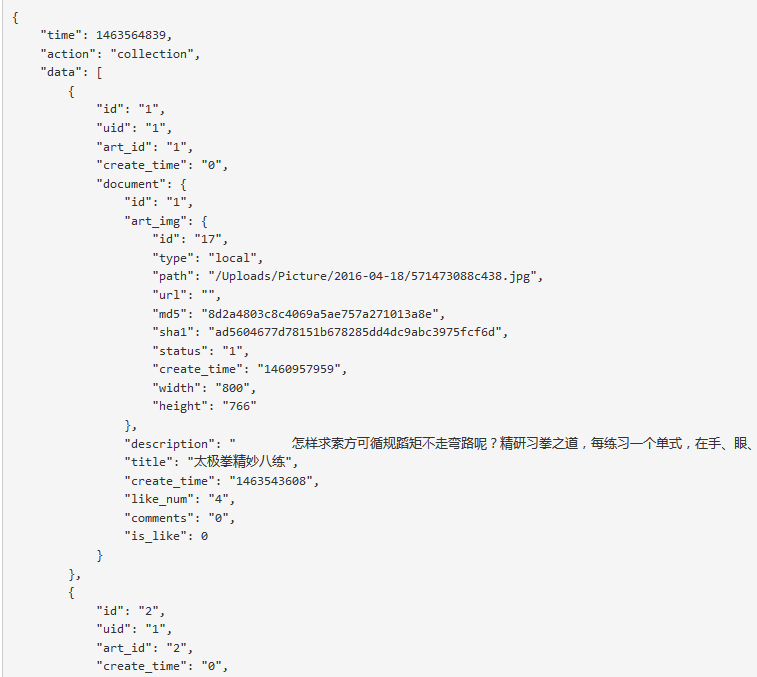 {
    "time": 1463564839,
    "action": "collection",
    "data": [
        {
            "id": "1",
            "uid": "1",
            "art_id": "1",
            "create_time": "0",
            "document": {
                "id": "1",
                "art_img": {
                    "id": "17",
                    "type": "local",
                    "path": "/Uploads/Picture/2016-04-18/571473088c438.jpg",
                    "url": "",
                    "md5": "8d2a4803c8c4069a5ae757a271013a8e",
                    "sha1": "ad5604677d78151b678285dd4dc9abc3975fcf6d",
                    "status": "1",
                    "create_time": "1460957959",
                    "width": "800",
                    "height": "766"
                },
                "description": "        怎样求索方可循规蹈矩不走弯路呢？精研习拳之道，每练习一个单式，在手、眼、
                "title": "太极拳精妙八练",
                "create_time": "1463543608",
                "like_num": "4",
                "comments": "0",
                "is_like": 0
            }
        },
        {
            "id": "2",
            "uid": "1",
            "art_id": "2",
            "create_time": "0",